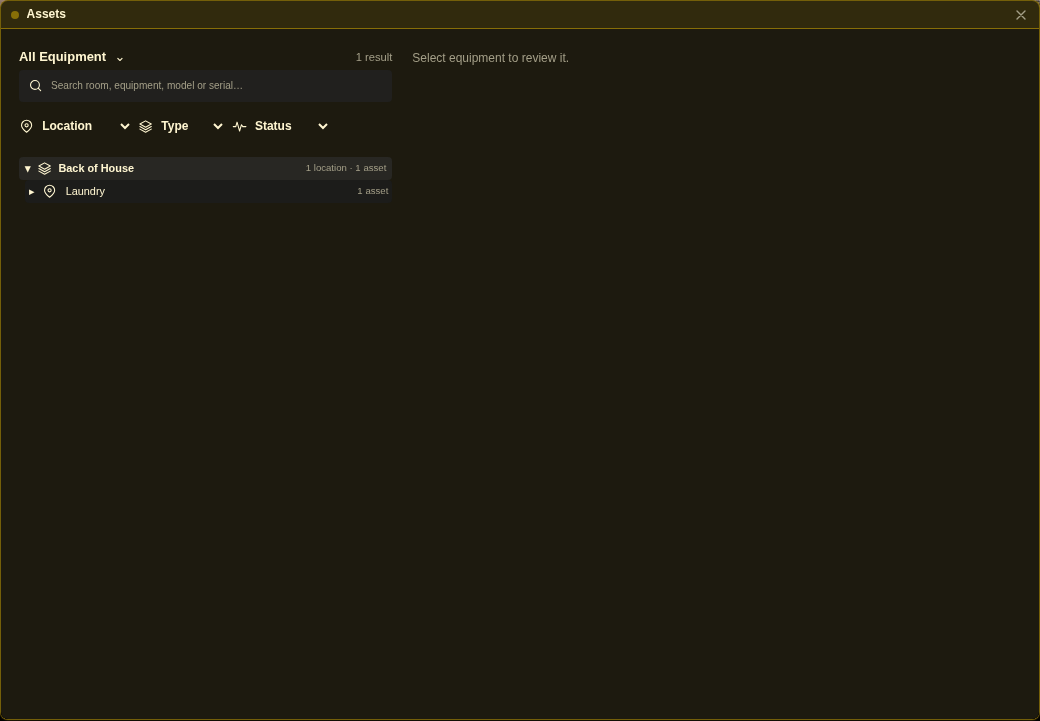 Assets
All Equipment
1 result
Select equipment to review it.
Search room, equipment, model or serial...
Location
Type
Status
Back of House
1 location · 1 asset
Laundry
1 asset